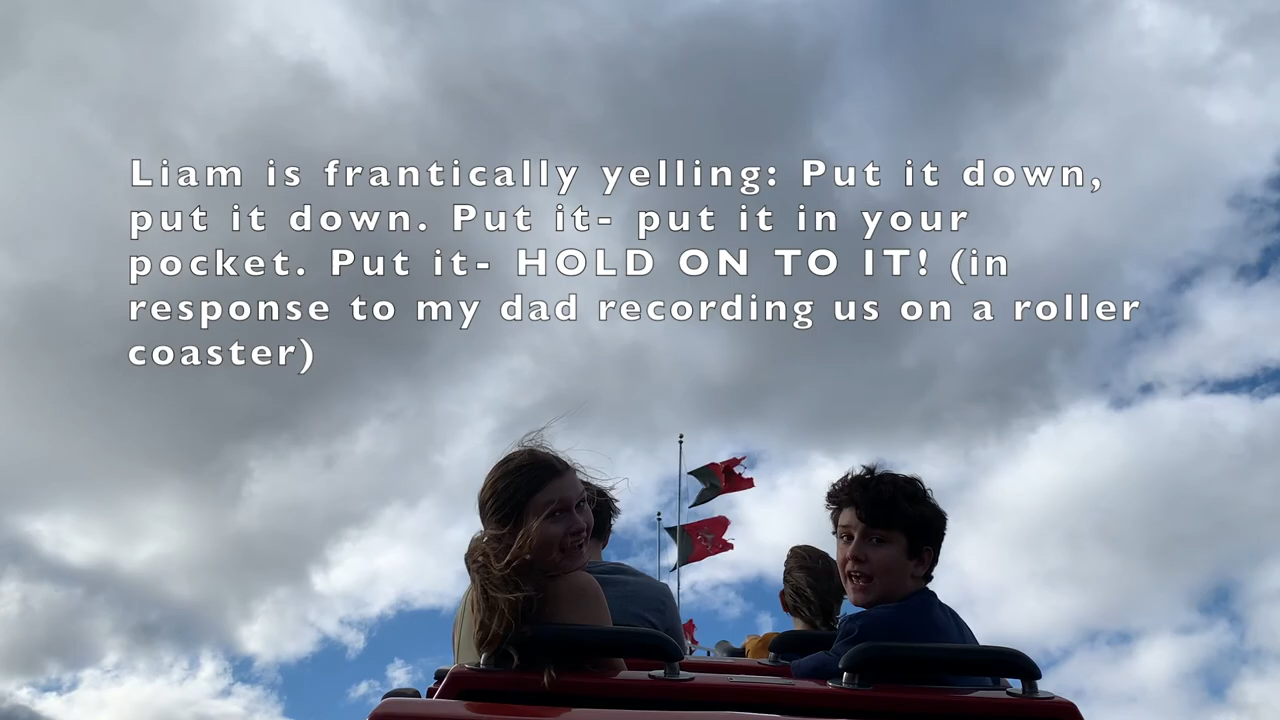 Liam is frantically yelling: Put it down,
put it down. Put it- put it in your
pocket. Put it- HOLD ON TO IT! (in
response to my dad recording us on a roller
coaster)